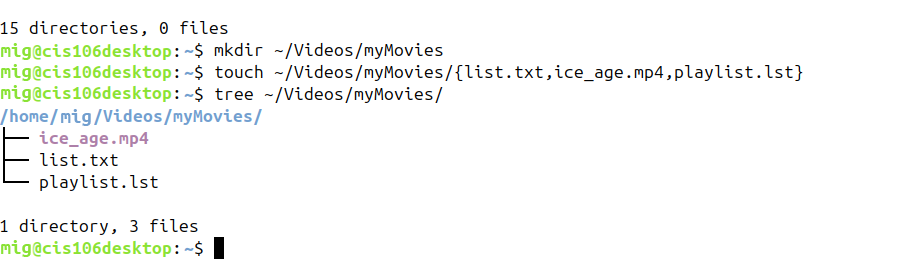 15 directories, 0 files
mig@cis106desktop:~$ mkdir ~/Videos/myMovies
mig@cis106desktop:~$ touch ~/Videos/myMovies/{list.txt,ice_age.mp4,playlist.lst}
mig@cis106desktop:~$ tree ~/Videos/myMovies/
/home/mig/Videos/myMovies/
├── ice_age.mp4
├── list.txt
└── playlist.lst
1 directory, 3 files
mig@cis106desktop:~$